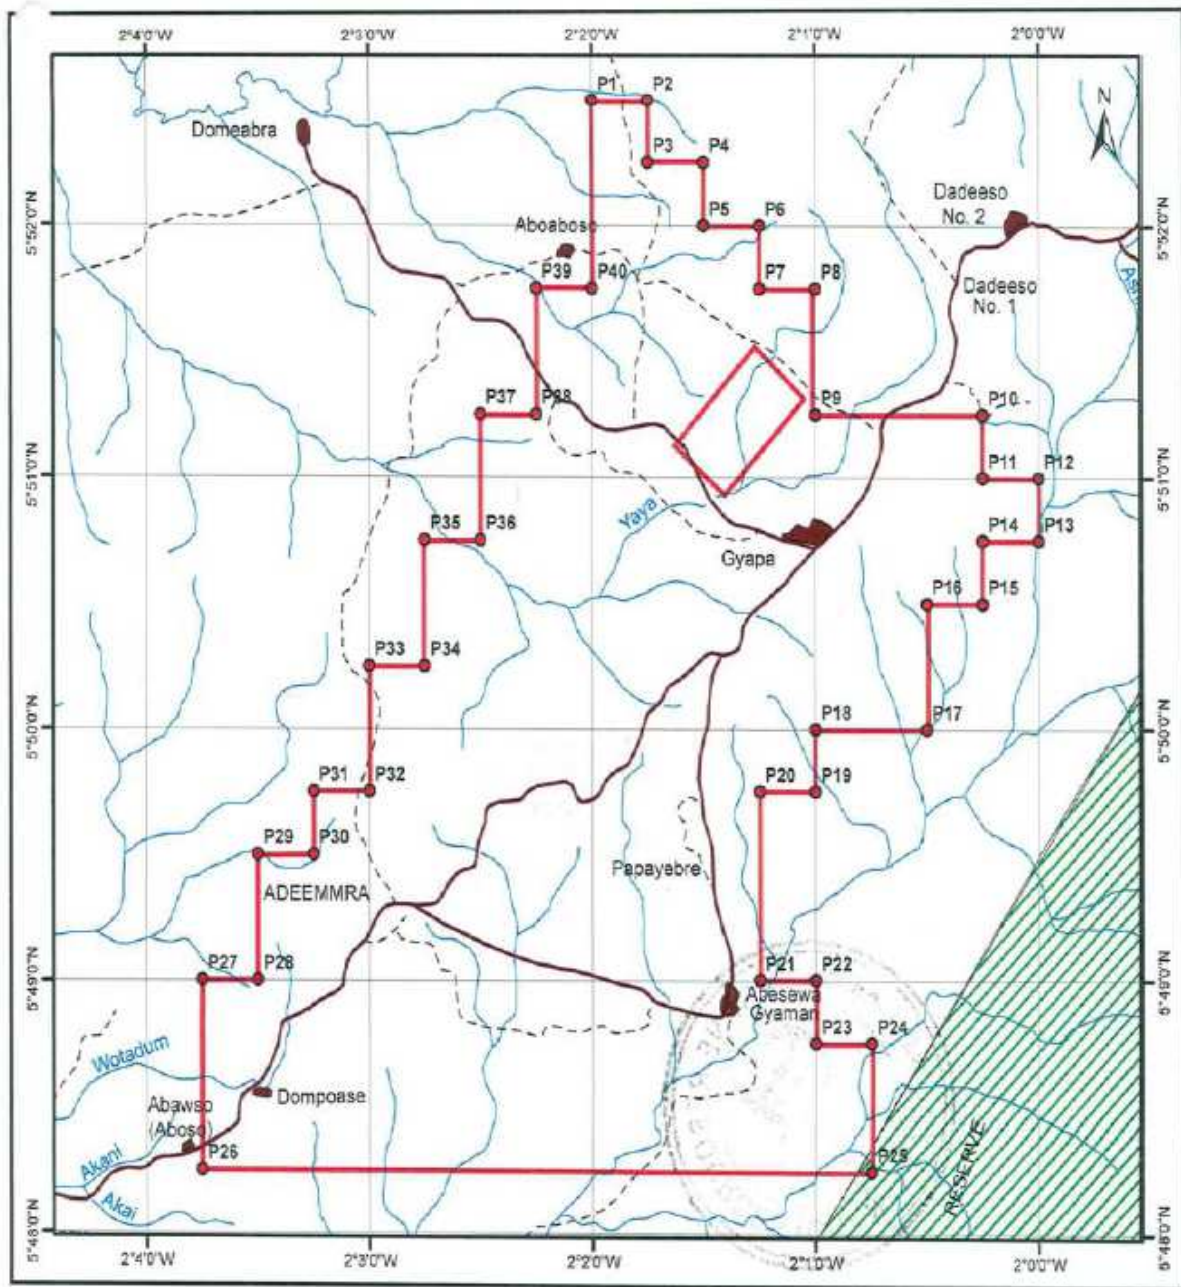 2°4'0"W 2°3'0"W 2°2'0"W 2°1'0"W 2°0'0"W
N
P1 P2
Domeabra
P3 P4
Dadeeso
No. 2
5°52'0"N
P5 P6
5°52'0"N
Aboaboso
P39 P40 P7 P8
Dadeeso
No. 1
P37 P38 P9 P10
5°51'0"N
P11 P12
5°51'0"N
Yaya
P35 P36 P14 P13
Gyapa
P16 P15
P33 P34
5°50'0"N
P18 P17
5°50'0"N
P31 P32 P20 P19
P29 P30
Papayebre
ADEEMMRA
5°49'0"N
P27 P28 P21 P22
5°49'0"N
Abesewa
Gyaman
P23 P24
Wotadum
Dompoase
Abawso
(Aboso)
P26 P25
Akani
Akai
RESERVE
5°48'0"N
5°48'0"N
2°4'0"W 2°3'0"W 2°2'0"W 2°1'0"W 2°0'0"W